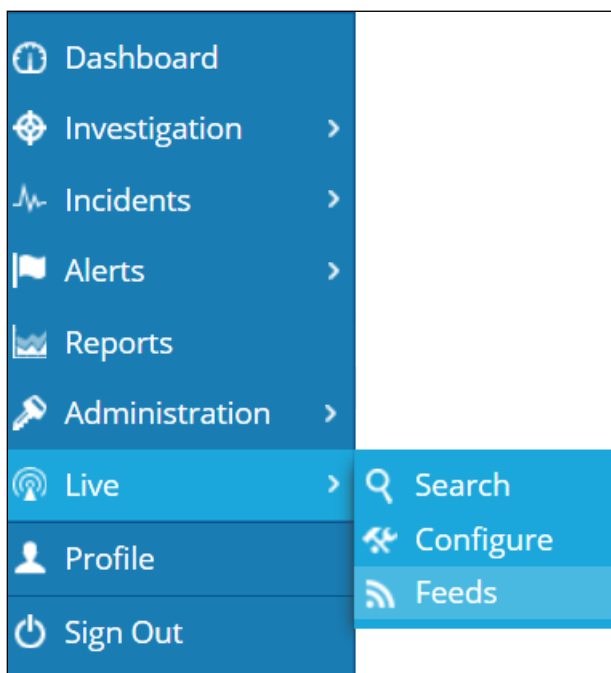 Dashboard
Investigation
Incidents
Alerts
Reports
Administration
Live
Search
Configure
Feeds
Profile
Sign Out